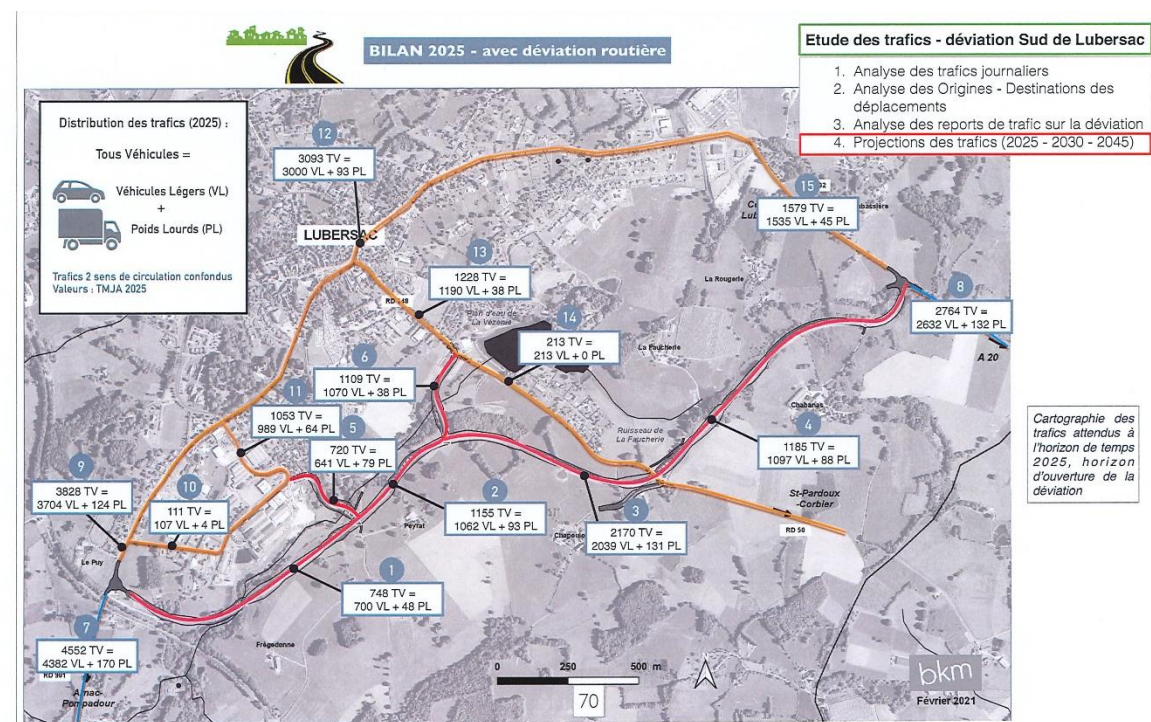 BILAN 2025 - avec déviation routière
Etude des trafics - déviation Sud de Lubersac
1. Analyse des trafics journaliers
2. Analyse des Origines - Destinations des
déplacements
3. Analyse des reports de trafic sur la déviation
4. Projections des trafics (2025 - 2030 - 2045)
Distribution des trafics (2025) :
Tous Véhicules =
Véhicules Légers (VL)
+
Poids Lourds (PL)
Trafics 2 sens de circulation confondus
Valeurs : TMJA 2025
12
3093 TV =
3000 VL + 93 PL
LUBERSAC
15
1579 TV =
1535 VL + 45 PL
13
1228 TV =
1190 VL + 38 PL
Plan d'eau de
La Vézénie
La Rougerie
14
213 TV =
213 VL + 0 PL
La Faucherie
8
2764 TV =
2632 VL + 132 PL
A 20
6
1109 TV =
1070 VL + 38 PL
11
1053 TV =
989 VL + 64 PL
5
720 TV =
641 VL + 79 PL
Ruisseau de
La Faucherie
Chabanas
4
1185 TV =
1097 VL + 88 PL
Cartographie des
trafics attendus à
l'horizon de temps
2025, horizon
d'ouverture de la
déviation
9
3828 TV =
3704 VL + 124 PL
10
111 TV =
107 VL + 4 PL
2
1155 TV =
1062 VL + 93 PL
Peyrat
St-Pardoux
-Corbier
RD 50
3
2170 TV =
2039 VL + 131 PL
Le Puy
1
748 TV =
700 VL + 48 PL
Frégedonne
7
4552 TV =
4382 VL + 170 PL
Arnac-
Pompadour
0 250 500 m
70
bkm
Février 2021